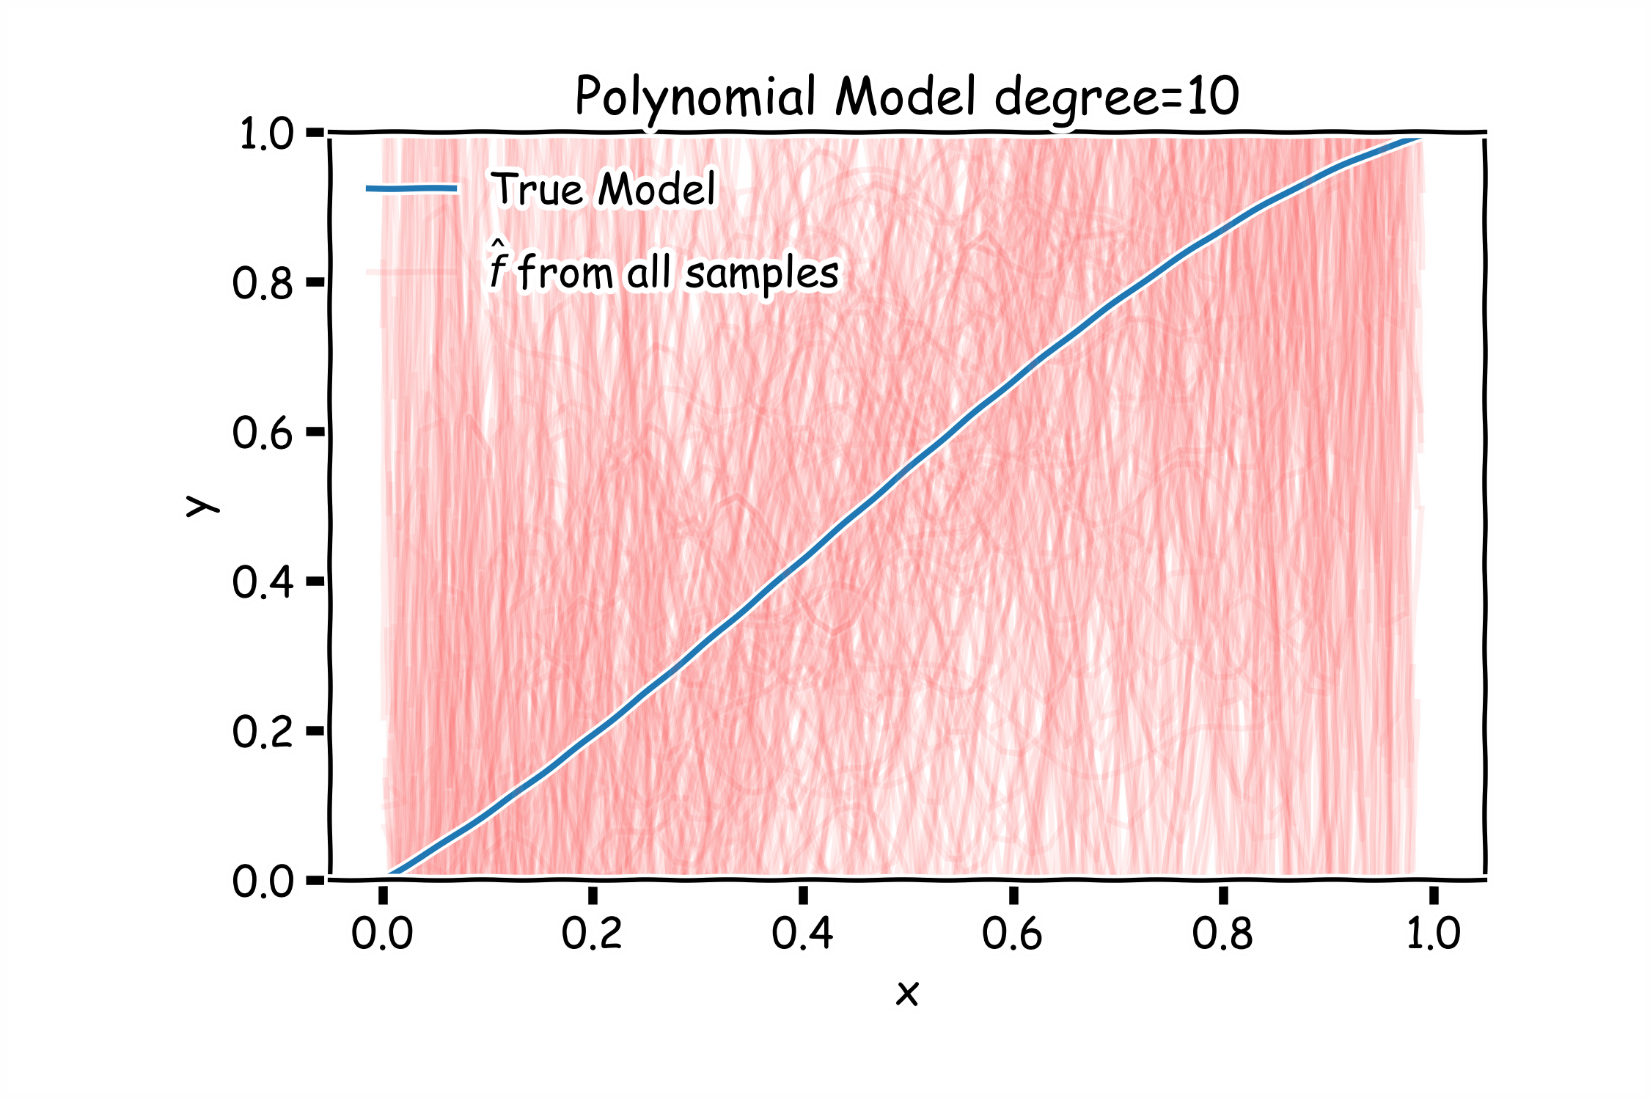 Polynomial Model degree=10
1.0
0.8
0.6
0.4
0.2
0.0
y
True Model
f̂ from all samples
0.0 0.2 0.4 0.6 0.8 1.0
x